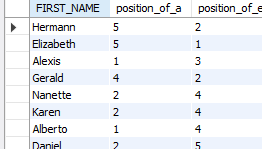 FIRST_NAME position_of_a position_of_e
Hermann 5 2
Elizabeth 5 1
Alexis 1 3
Gerald 4 2
Nanette 2 4
Karen 2 4
Alberto 1 4
Daniel 2 5